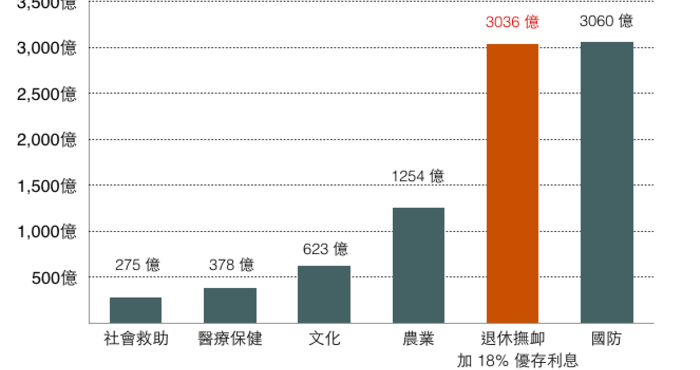 3,500億
3036 億
3060 億
3,000億
2,500億
2,000億
1254 億
1,500億
1,000億
623 億
275 億
378 億
500億
社會救助
醫療保健
文化
農業
退休撫卹
加 18% 優存利息
國防